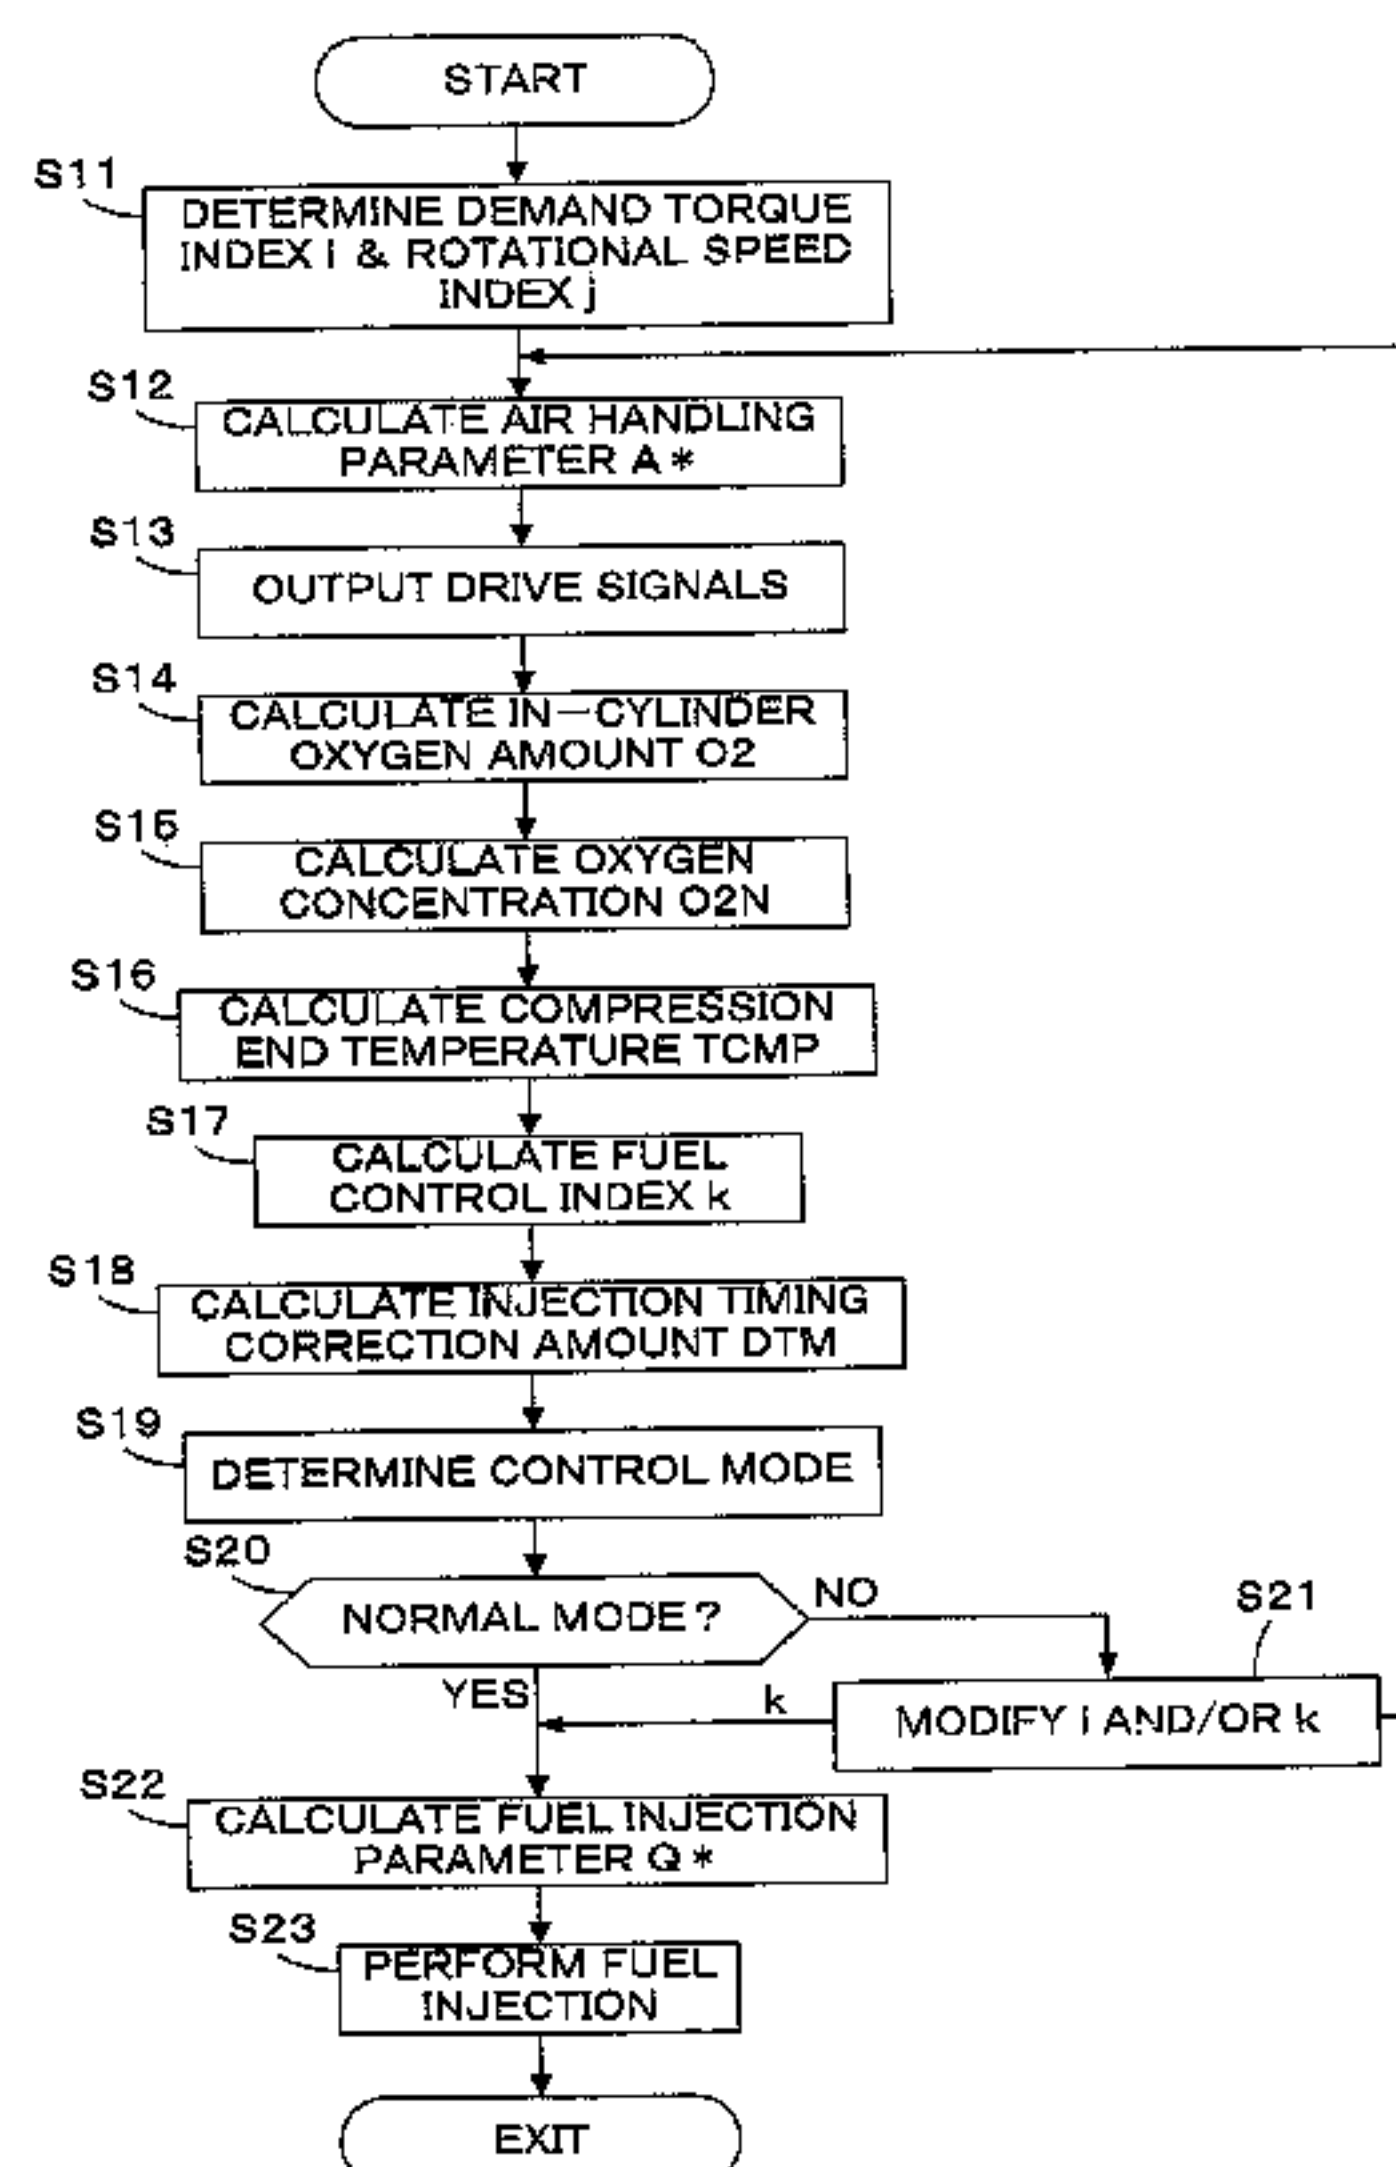 START
S11
DETERMINE DEMAND TORQUE
INDEX i & ROTATIONAL SPEED
INDEX j
S12
CALCULATE AIR HANDLING
PARAMETER A *
S13
OUTPUT DRIVE SIGNALS
S14
CALCULATE IN-CYLINDER
OXYGEN AMOUNT O2
S15
CALCULATE OXYGEN
CONCENTRATION O2N
S16
CALCULATE COMPRESSION
END TEMPERATURE TCMP
S17
CALCULATE FUEL
CONTROL INDEX k
S18
CALCULATE INJECTION TIMING
CORRECTION AMOUNT DTM
S19
DETERMINE CONTROL MODE
S20
NORMAL MODE ?
NO
S21
YES
k
MODIFY i AND/OR k
S22
CALCULATE FUEL INJECTION
PARAMETER Q *
S23
PERFORM FUEL
INJECTION
EXIT